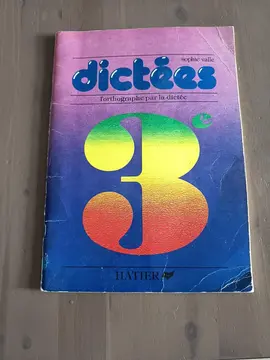 sophie valle
dictées
l'orthographe par la dictée
3e
HATIER